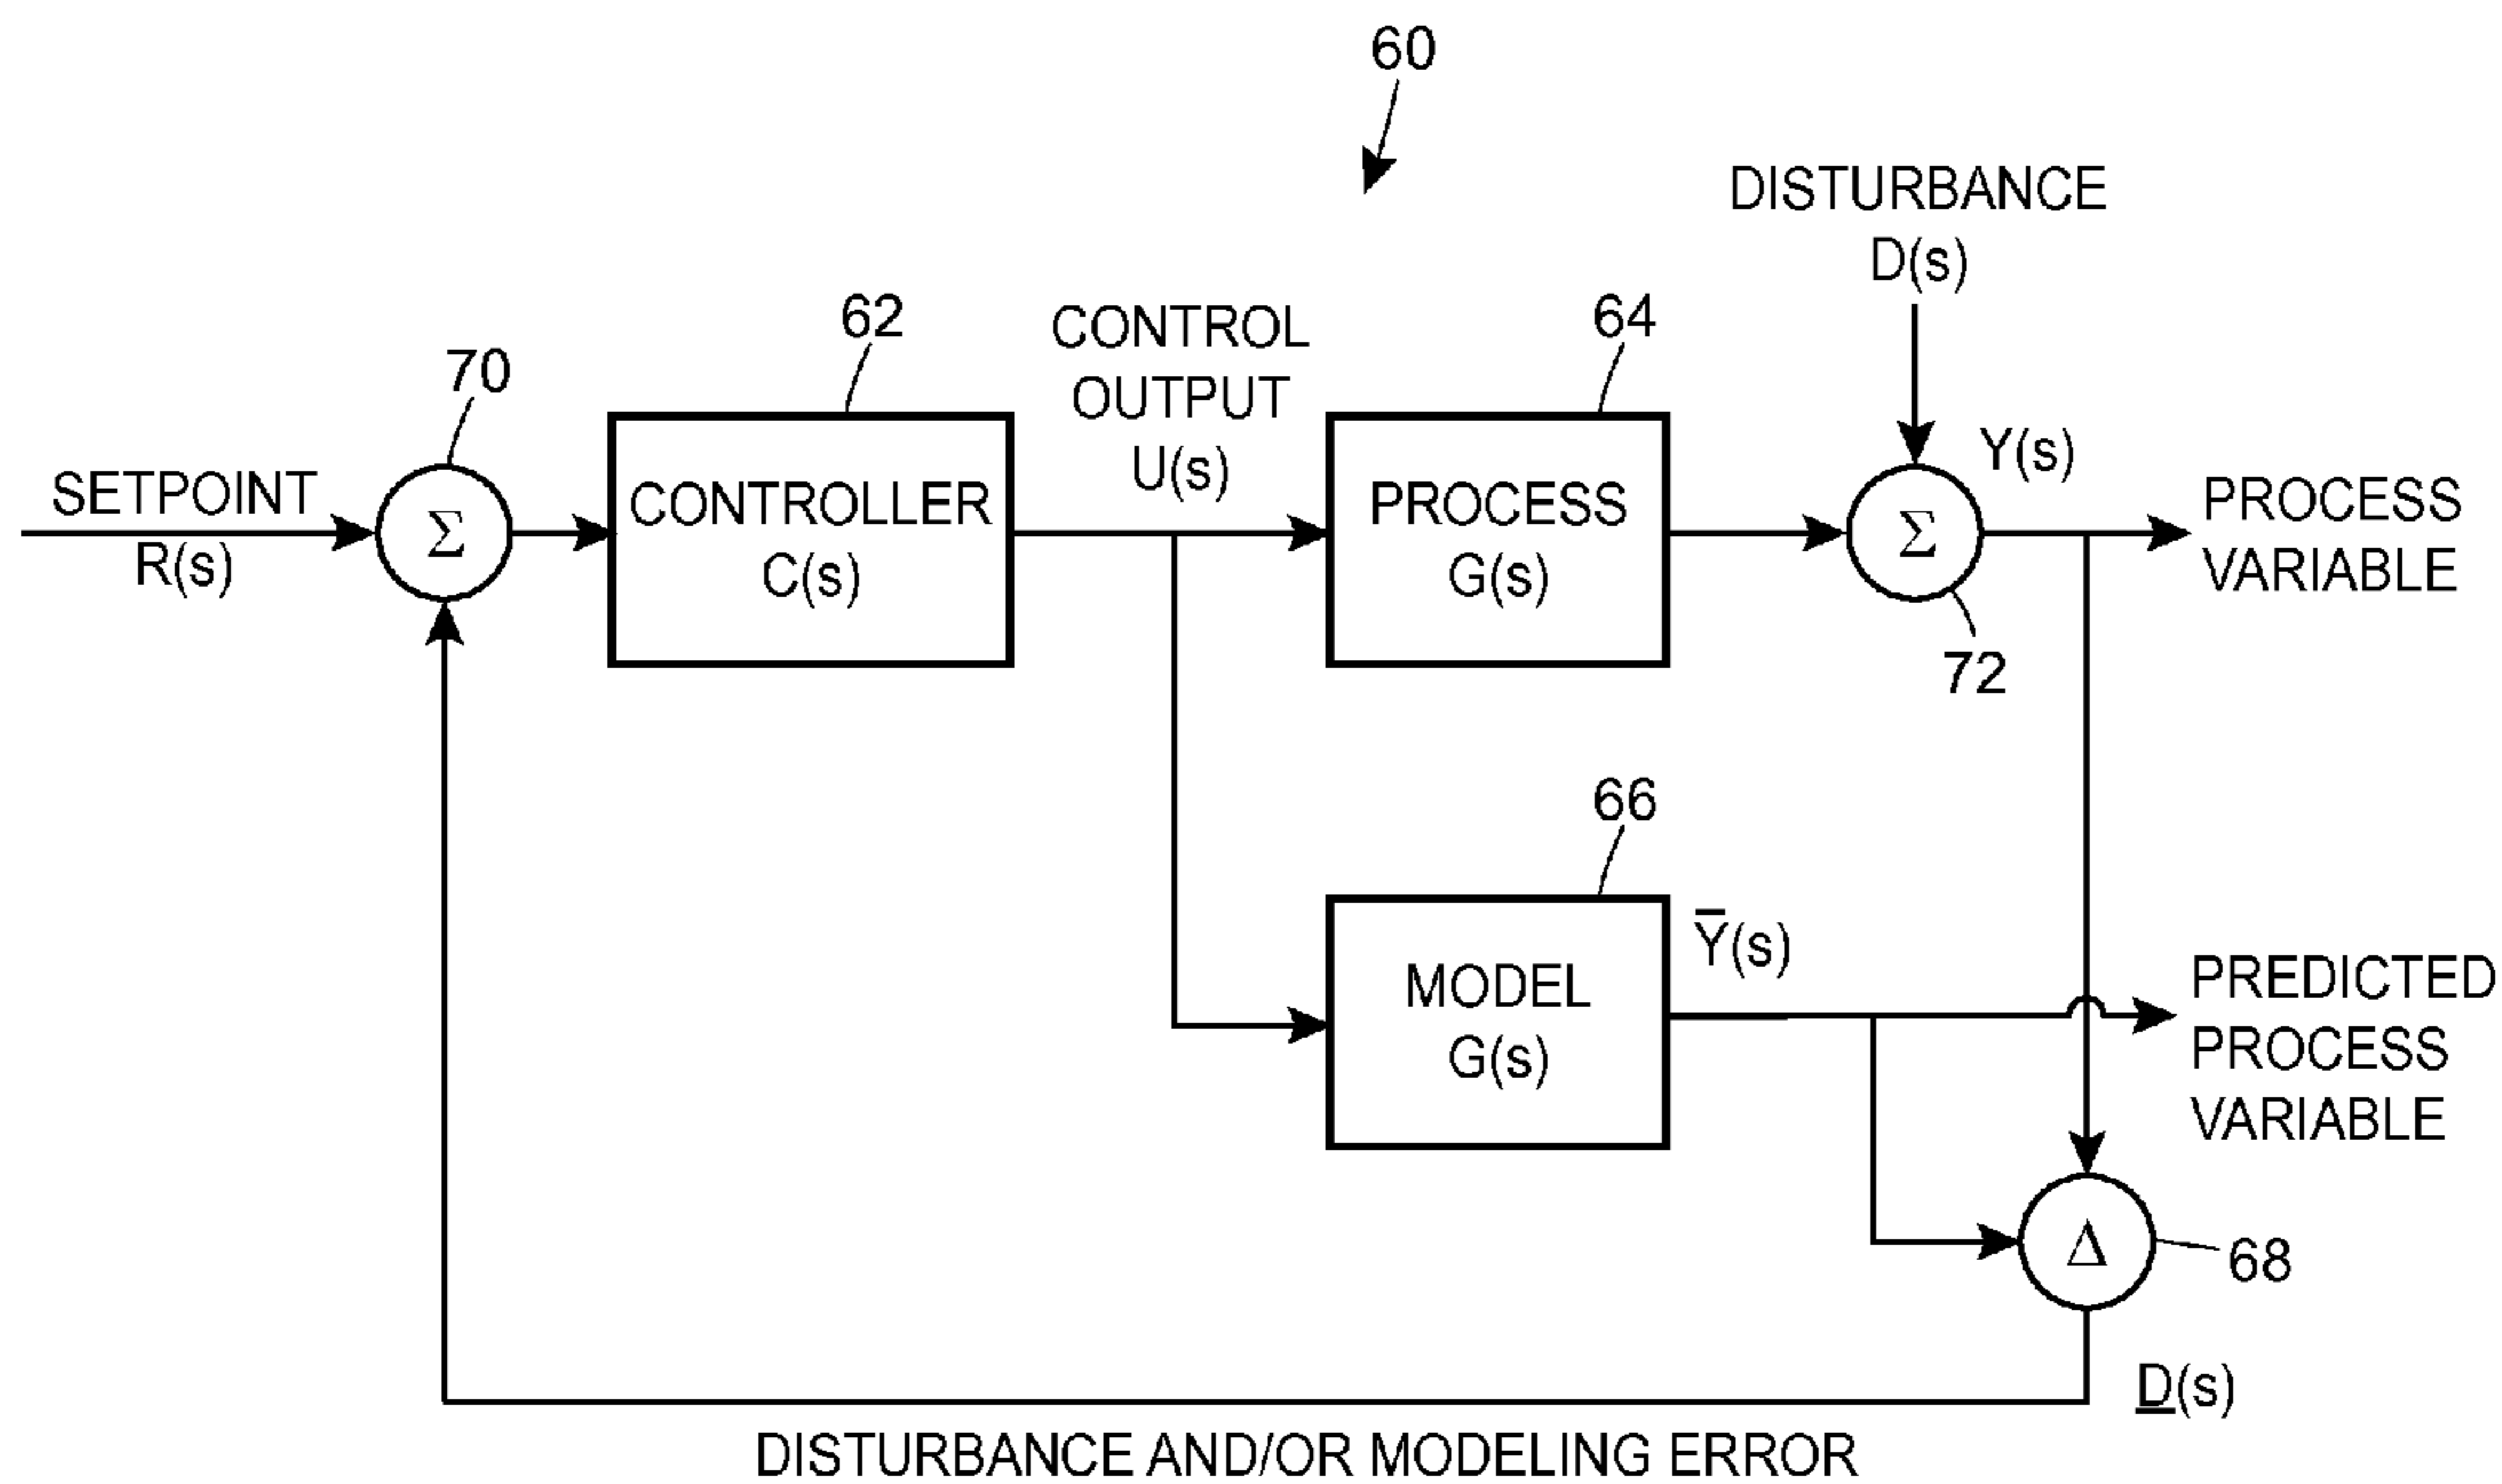 60
DISTURBANCE
D(s)
62
CONTROL
OUTPUT
U(s)
64
70
SETPOINT
R(s)
Σ
CONTROLLER
C(s)
PROCESS
G(s)
Σ
Y(s)
PROCESS
VARIABLE
72
66
MODEL
G(s)
Y̅(s)
PREDICTED
PROCESS
VARIABLE
Δ
68
D̲(s)
DISTURBANCE AND/OR MODELING ERROR